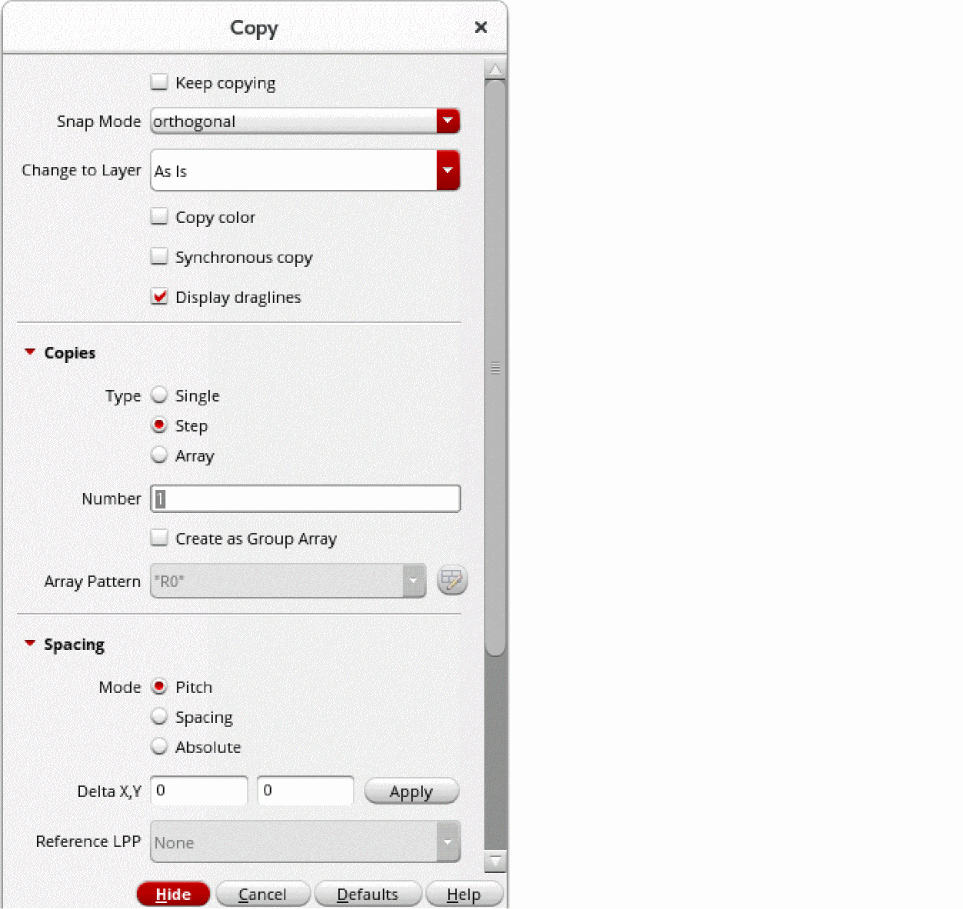 Copy
Keep copying
Snap Mode orthogonal
Change to Layer As Is
Copy color
Synchronous copy
Display draglines
Copies
Type Single
Step
Array
Number 1
Create as Group Array
Array Pattern "R0"
Spacing
Mode Pitch
Spacing
Absolute
Delta X,Y 0 0 Apply
Reference LPP None
Hide Cancel Defaults Help